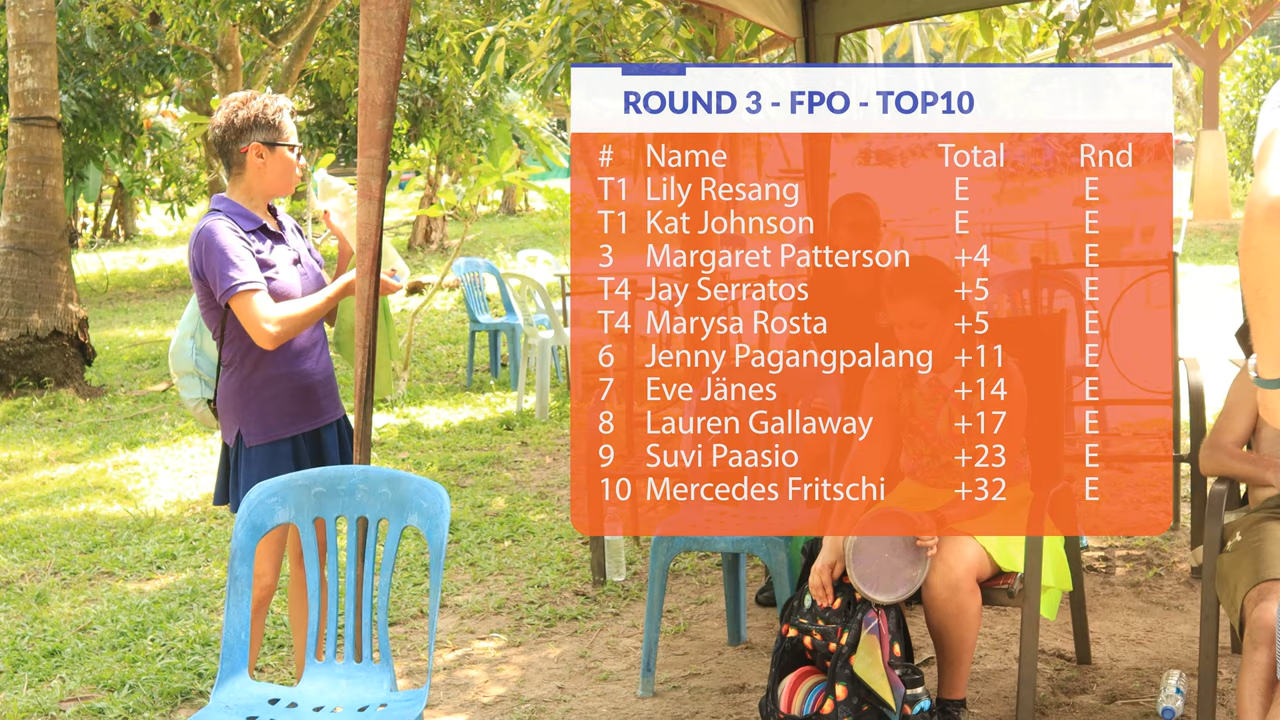 ROUND 3 - FPO - TOP10
# Name Total Rnd
T1 Lily Resang E E
T1 Kat Johnson E E
3 Margaret Patterson +4 E
T4 Jay Serratos +5 E
T4 Marysa Rosta +5 E
6 Jenny Pagangpalang +11 E
7 Eve Jänes +14 E
8 Lauren Gallaway +17 E
9 Suvi Paasio +23 E
10 Mercedes Fritschi +32 E